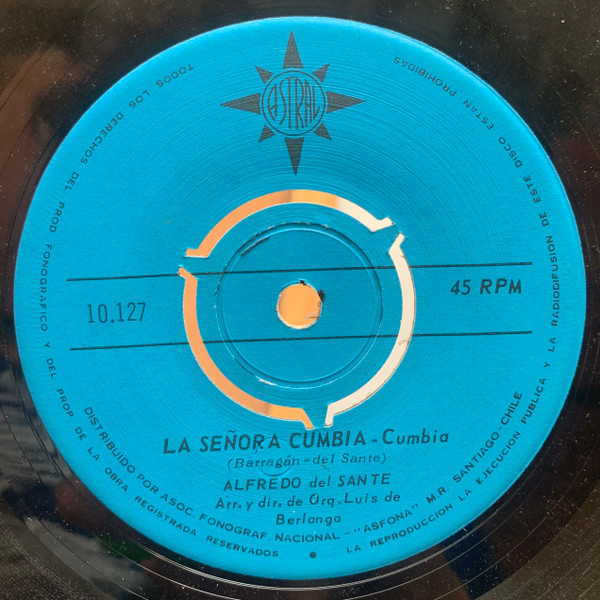 ASTRAL
10.127
45 RPM
LA SEÑORA CUMBIA - Cumbia
(Barragán - del Sante)
ALFREDO del SANTE
Arr. y dir. de Orq. Luis de
Berlanga
DISTRIBUIDO POR ASOC. FONOGRAF. NACIONAL - "ASFONA" M.R. SANTIAGO - CHILE
TODOS LOS DERECHOS DEL PROD FONOGRAFICO Y DEL PROP DE LA OBRA REGISTRADA RESERVADOS • LA REPRODUCCION LA EJECUCION PUBLICA Y LA RADIODIFUSION DE ESTE DISCO ESTAN PROHIBIDAS